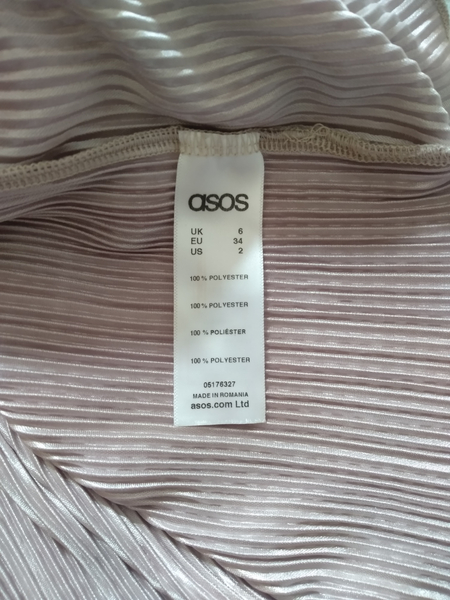 asos
UK 6
EU 34
US 2
100 % POLYESTER
100 % POLYESTER
100 % POLIÉSTER
100 % POLYESTER
05176327
MADE IN ROMANIA
asos.com Ltd